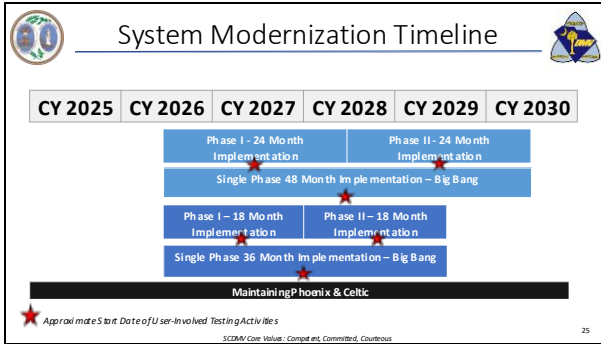 System Modernization Timeline
CY 2025 CY 2026 CY 2027 CY 2028 CY 2029 CY 2030
Phase I - 24 Month
Implementation
Phase II - 24 Month
Implementation
Single Phase 48 Month Implementation – Big Bang
Phase I – 18 Month
Implementation
Phase II – 18 Month
Implementation
Single Phase 36 Month Implementation – Big Bang
Maintaining Phoenix & Celtic
Approximate Start Date of User-Involved Testing Activities
25
SCDMV Core Values: Competent, Committed, Courteous